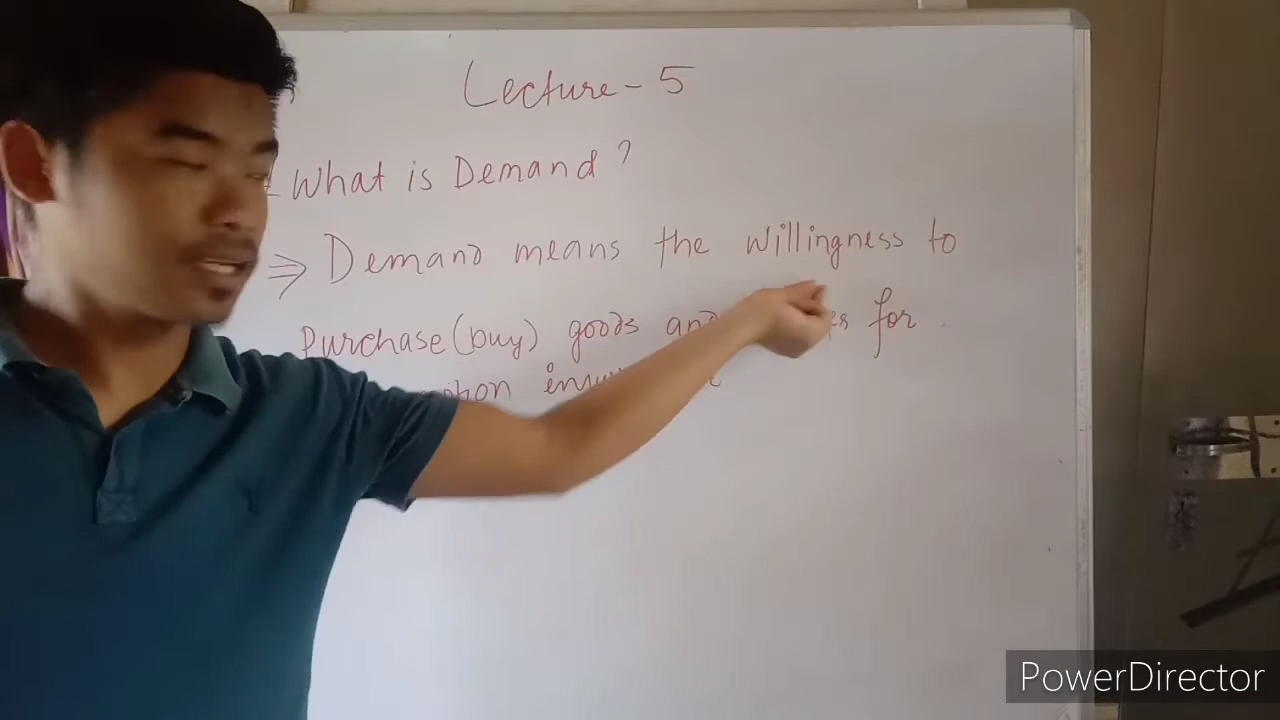 Lecture - 5
What is Demand?
⇒ Demand means the willingness to
Purchase (buy) goods and for
PowerDirector